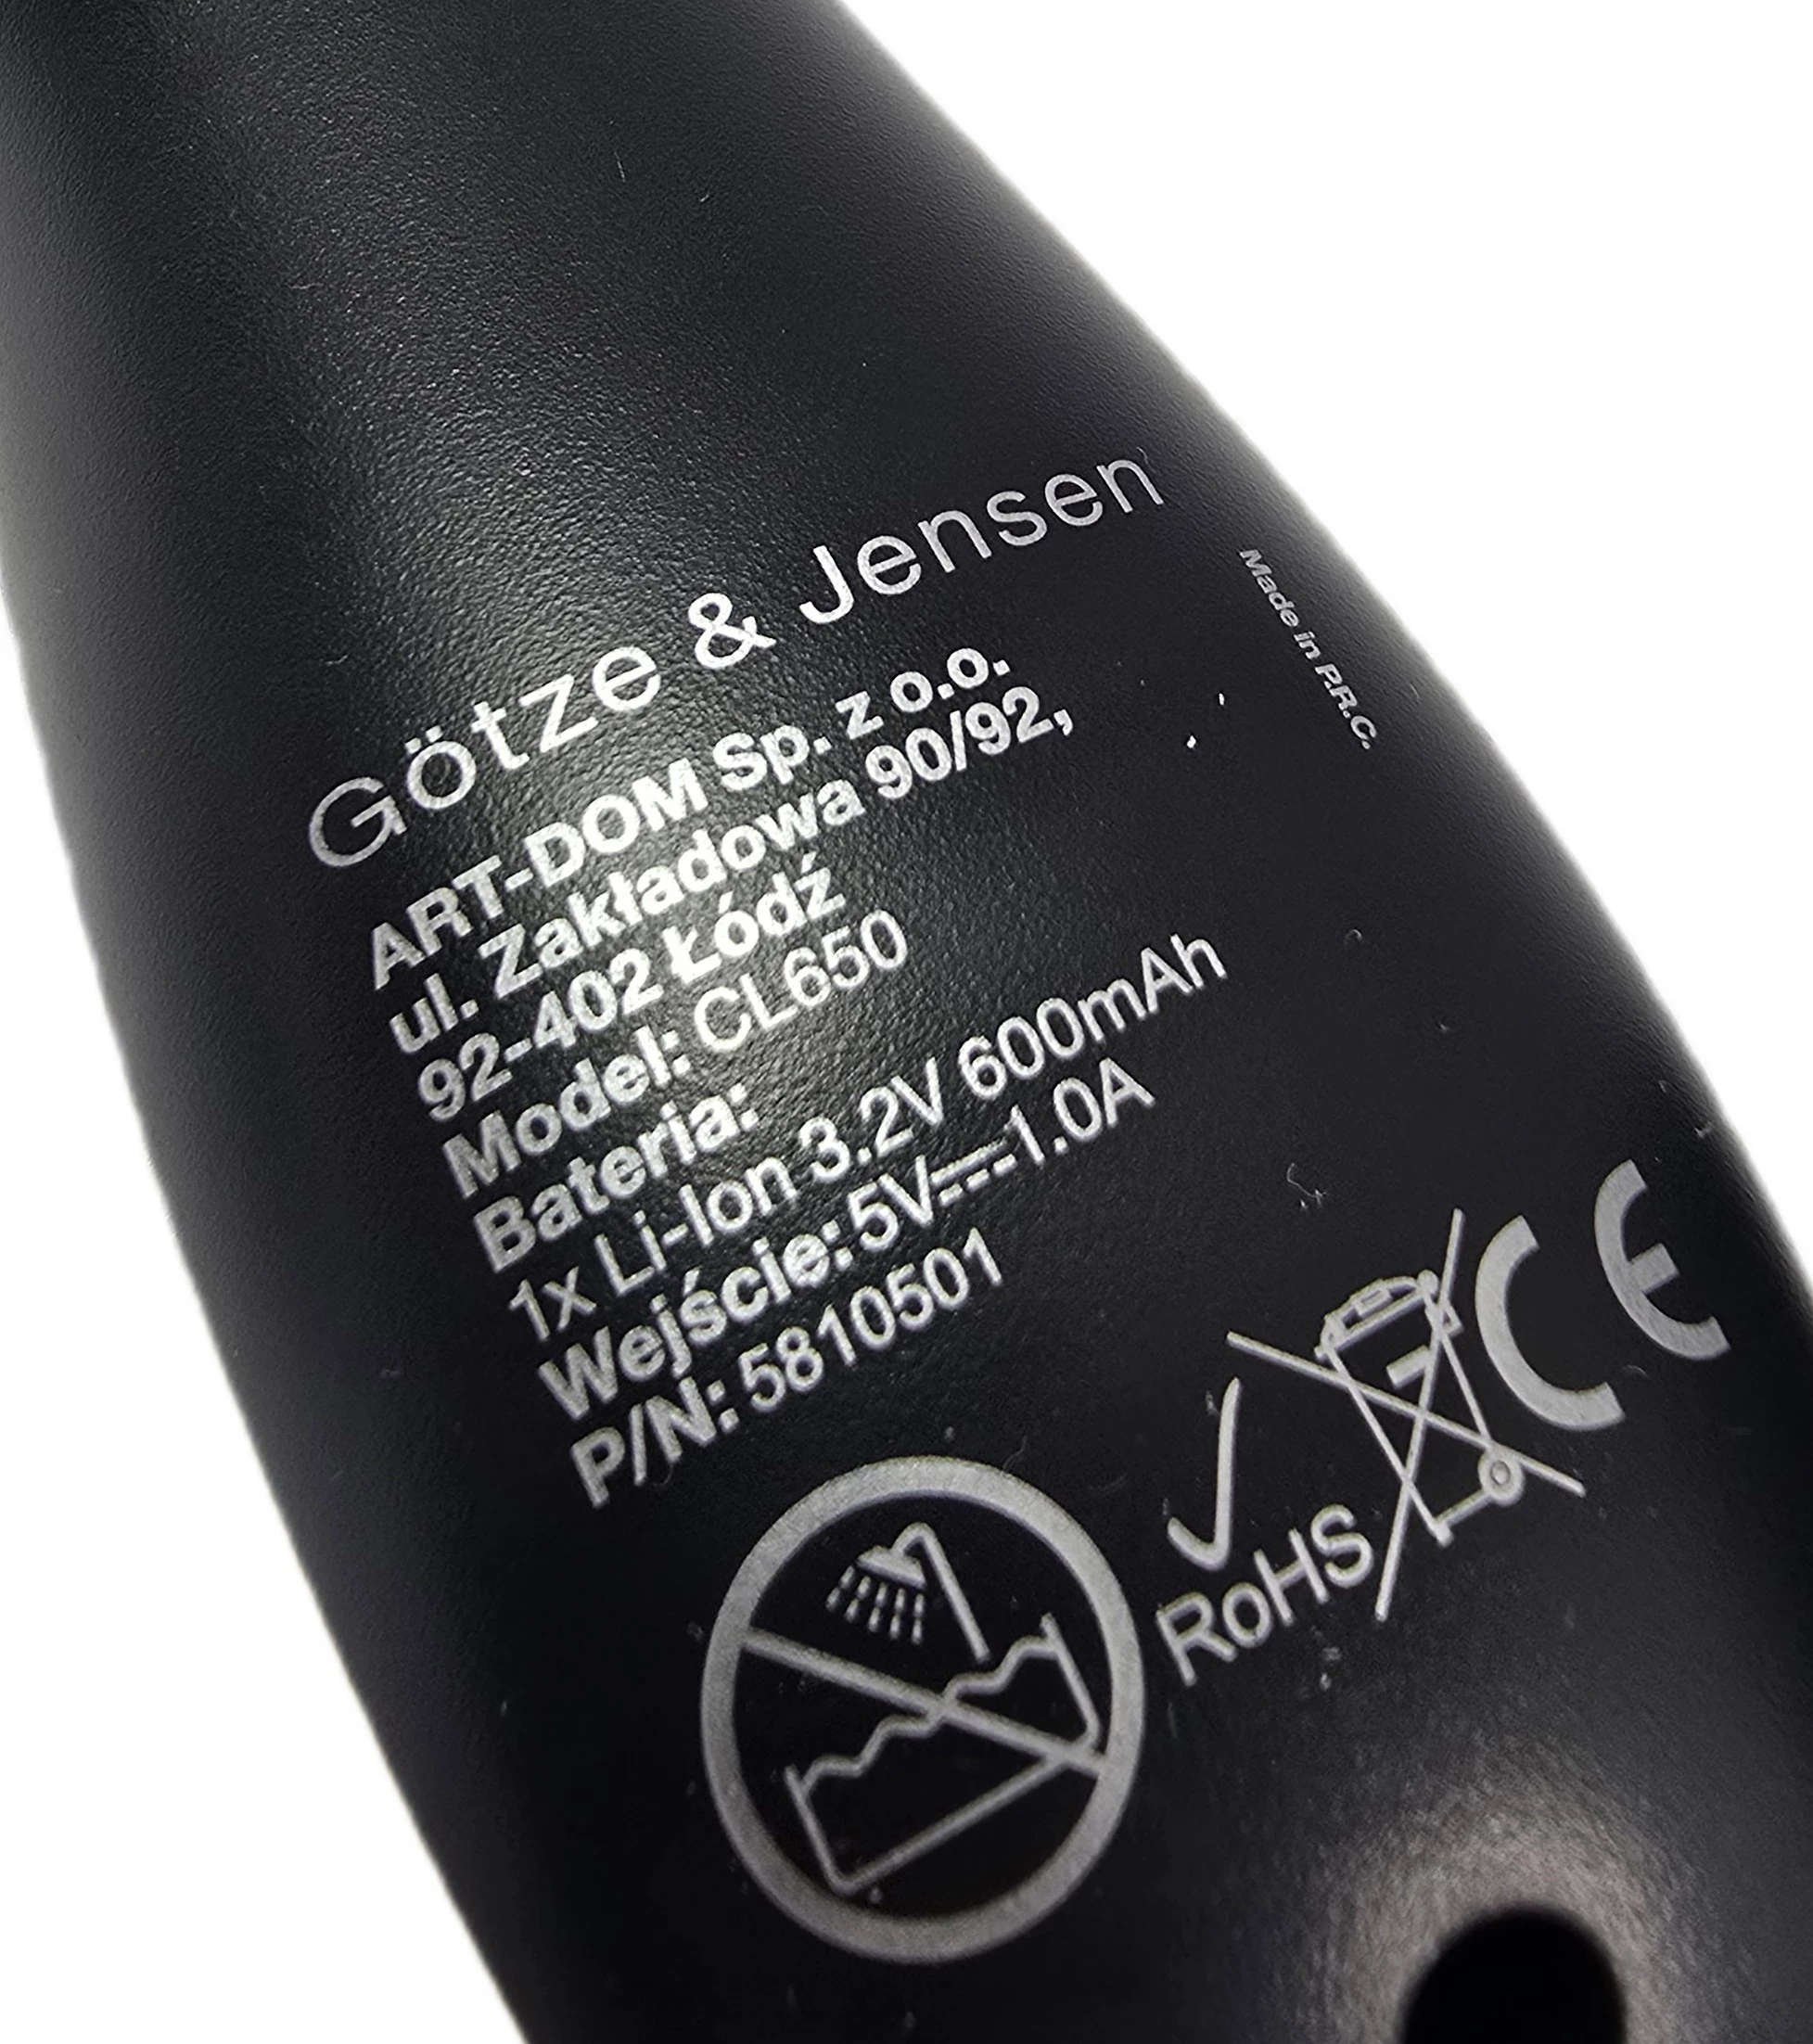 Götze & Jensen
ART-DOM Sp. z o.o.
ul. Zakładowa 90/92,
92-402 Łódź
Model: CL650
Bateria:
1x Li-Ion 3.2V 600mAh
Wejście: 5V⎓1.0A
P/N: 5810501
Made in P.R.C.
RoHS
CE